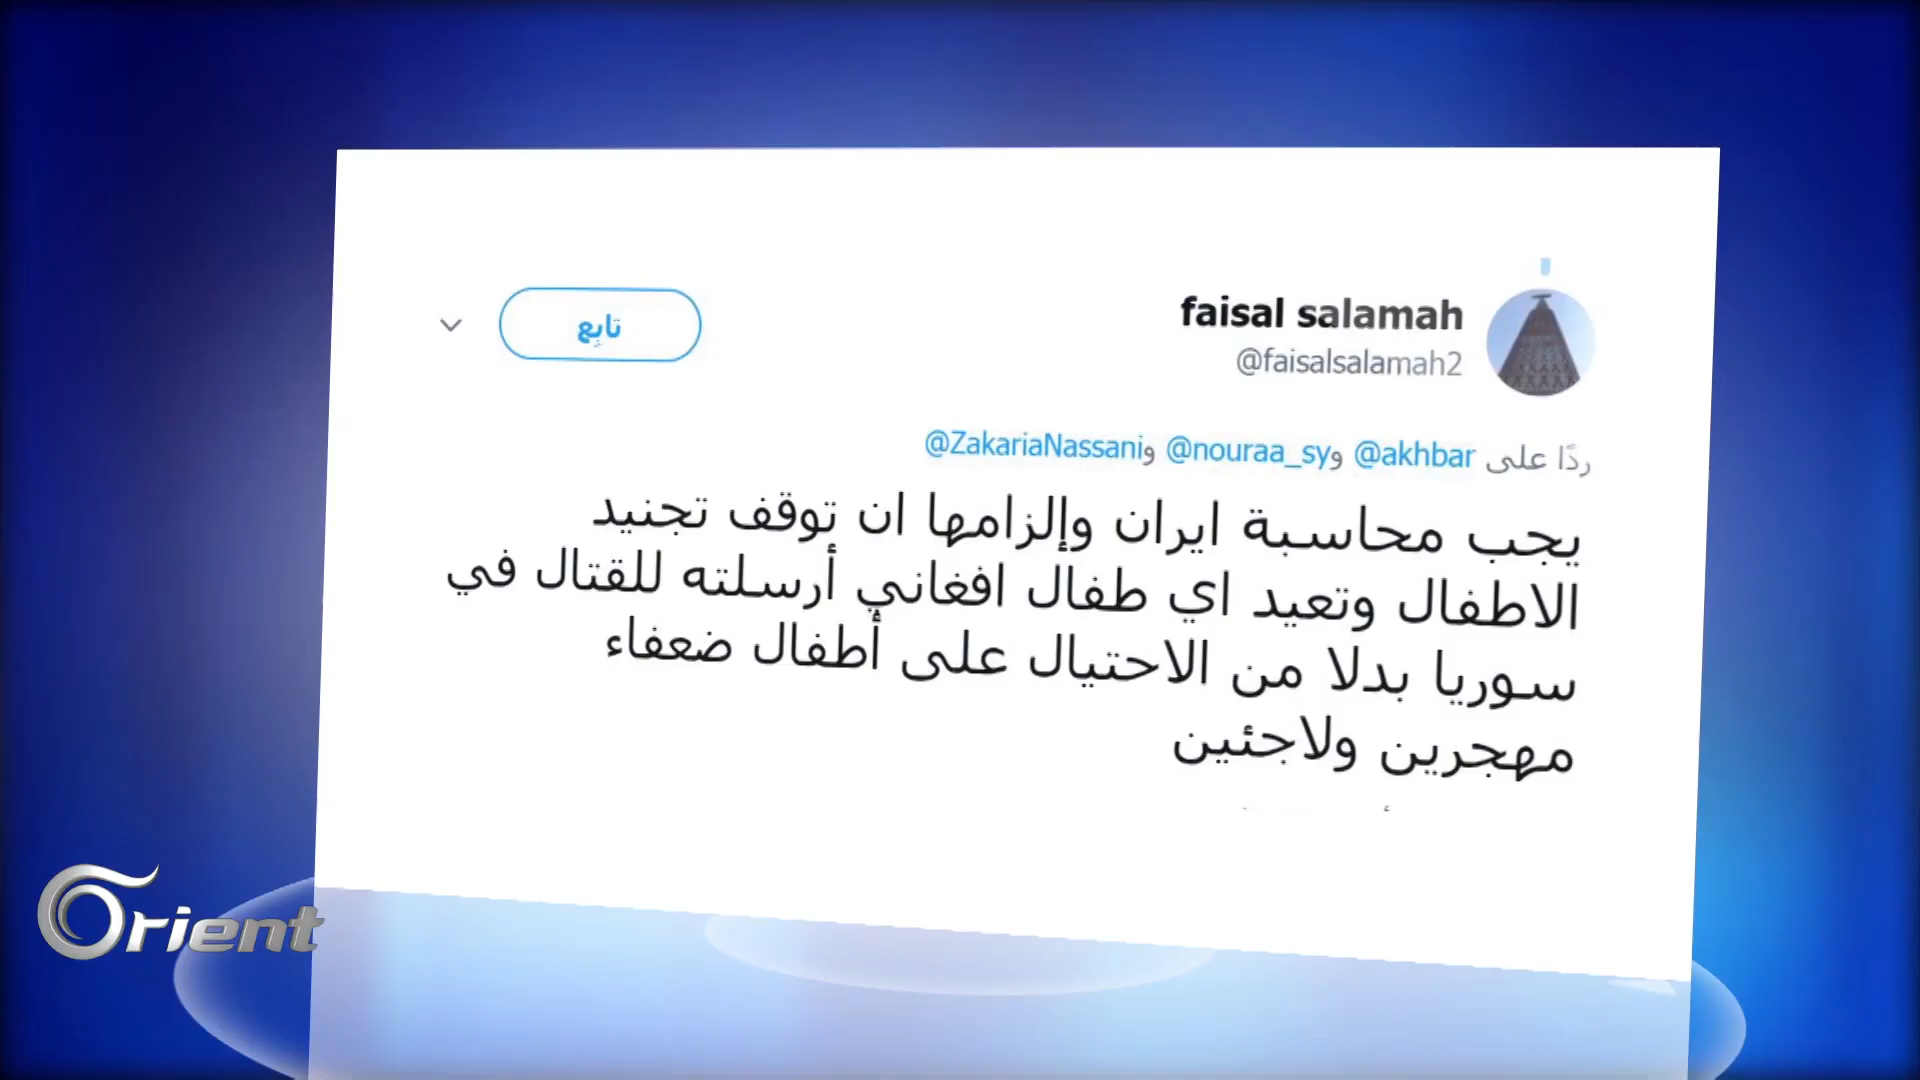 faisal salamah
@faisalsalamah2
تابِع
ردًا على @akhbar و@nouraa_sy و@ZakariaNassani
يجب محاسبة ايران وإلزامها ان توقف تجنيد
الاطفال وتعيد اي طفال افغاني أرسلته للقتال في
سوريا بدلا من الاحتيال على أطفال ضعفاء
مهجرين ولاجئين
Orient